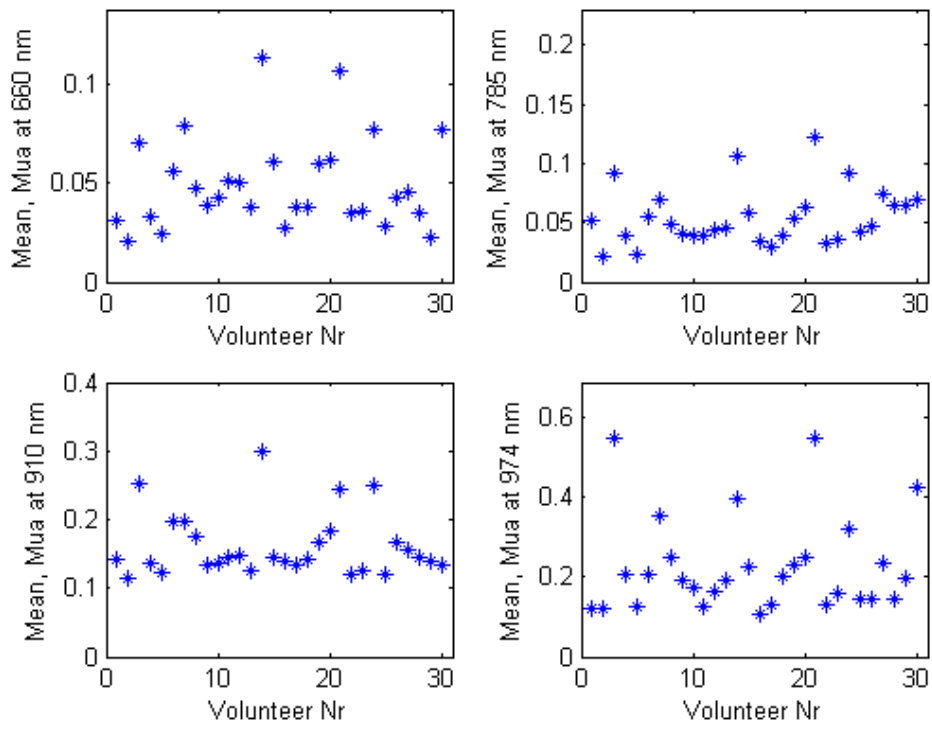 Mean, Mua at 660 nm
0.1
0.05
0
0 10 20 30
Volunteer Nr
Mean, Mua at 785 nm
0.2
0.15
0.1
0.05
0
0 10 20 30
Volunteer Nr
Mean, Mua at 910 nm
0.4
0.3
0.2
0.1
0
0 10 20 30
Volunteer Nr
Mean, Mua at 974 nm
0.6
0.4
0.2
0
0 10 20 30
Volunteer Nr